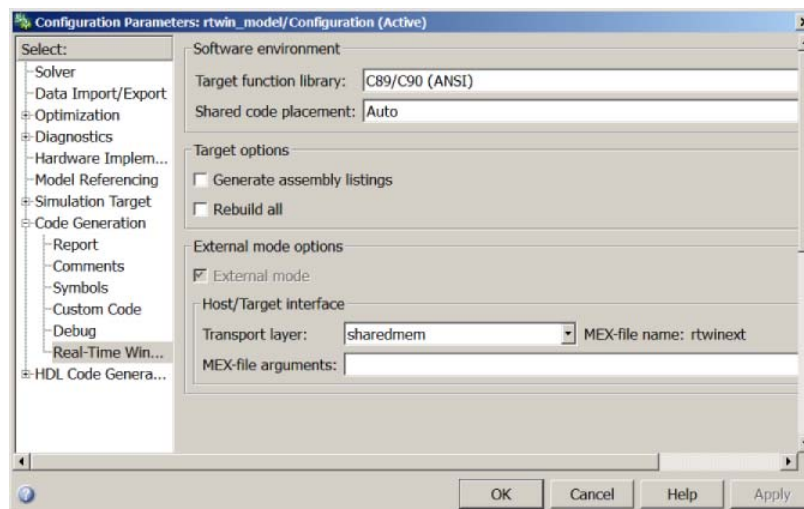 Configuration Parameters: rtwin_model/Configuration (Active)
Select:
Solver
Data Import/Export
Optimization
Diagnostics
Hardware Implem...
Model Referencing
Simulation Target
Code Generation
Report
Comments
Symbols
Custom Code
Debug
Real-Time Win...
HDL Code Genera...
Software environment
Target function library: C89/C90 (ANSI)
Shared code placement: Auto
Target options
Generate assembly listings
Rebuild all
External mode options
External mode
Host/Target interface
Transport layer: sharedmem MEX-file name: rtwinext
MEX-file arguments:
OK Cancel Help Apply